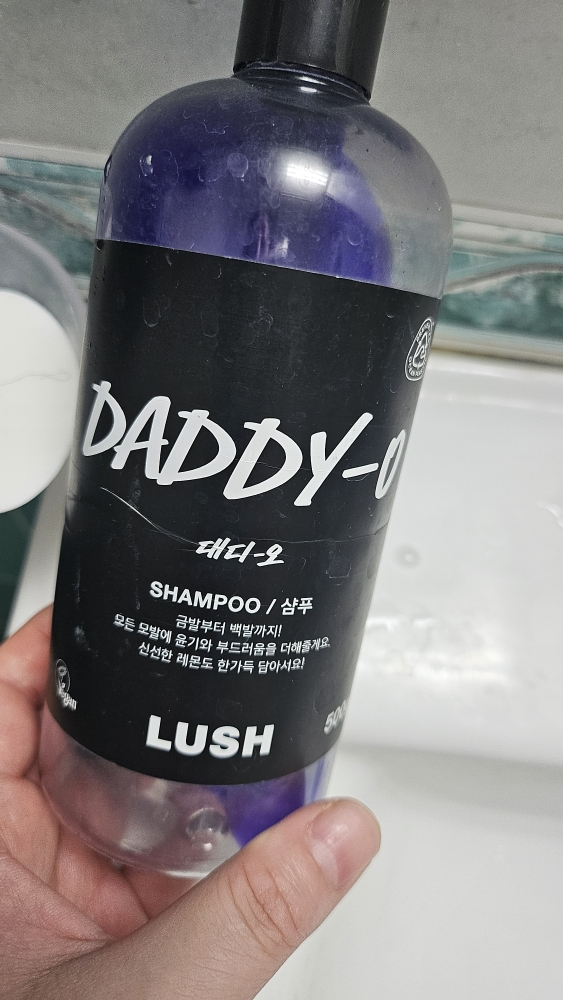 DADDY-O
대디-오
SHAMPOO / 샴푸
금발부터 백발까지!
모든 모발에 윤기와 부드러움을 더해줄게요.
신선한 레몬도 한가득 담아서요!
LUSH